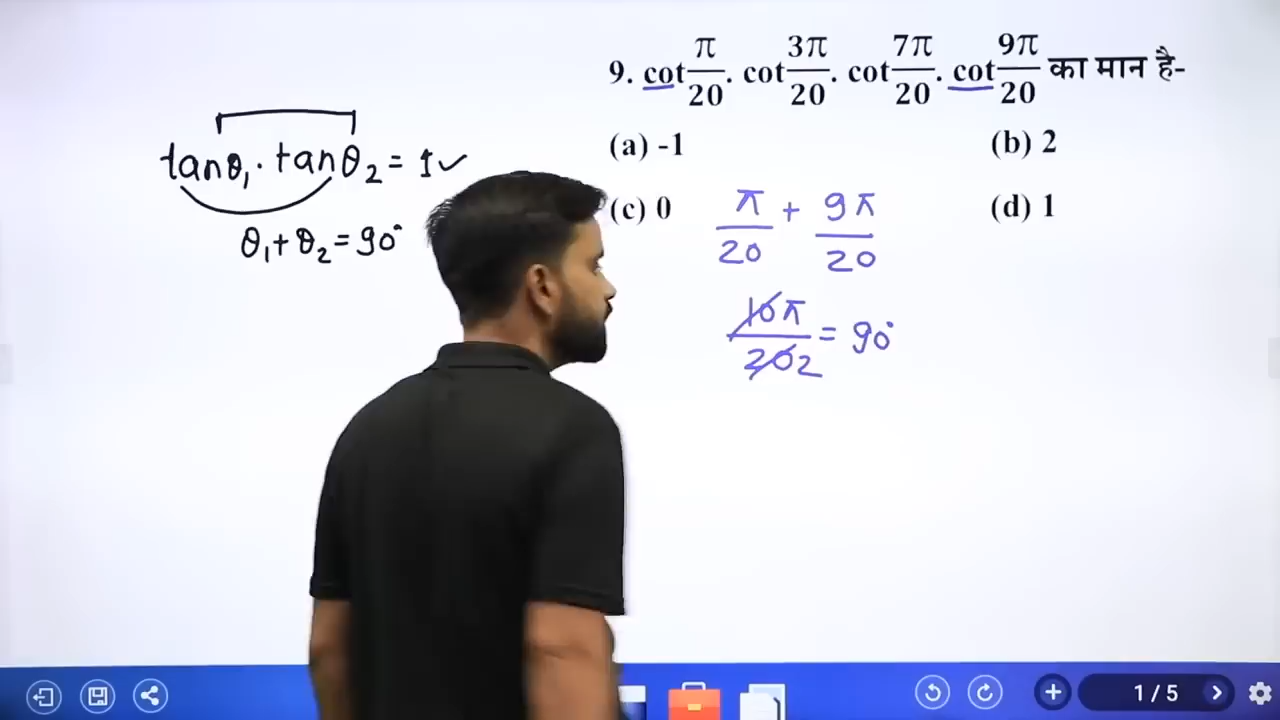 9. cot π/20 . cot 3π/20 . cot 7π/20 . cot 9π/20 का मान है-
(a) -1
(b) 2
(c) 0
(d) 1
tanθ₁ . tanθ₂ = 1 ✓
θ₁ + θ₂ = 90°
π/20 + 9π/20
10π/20 2 = 90°
1 / 5